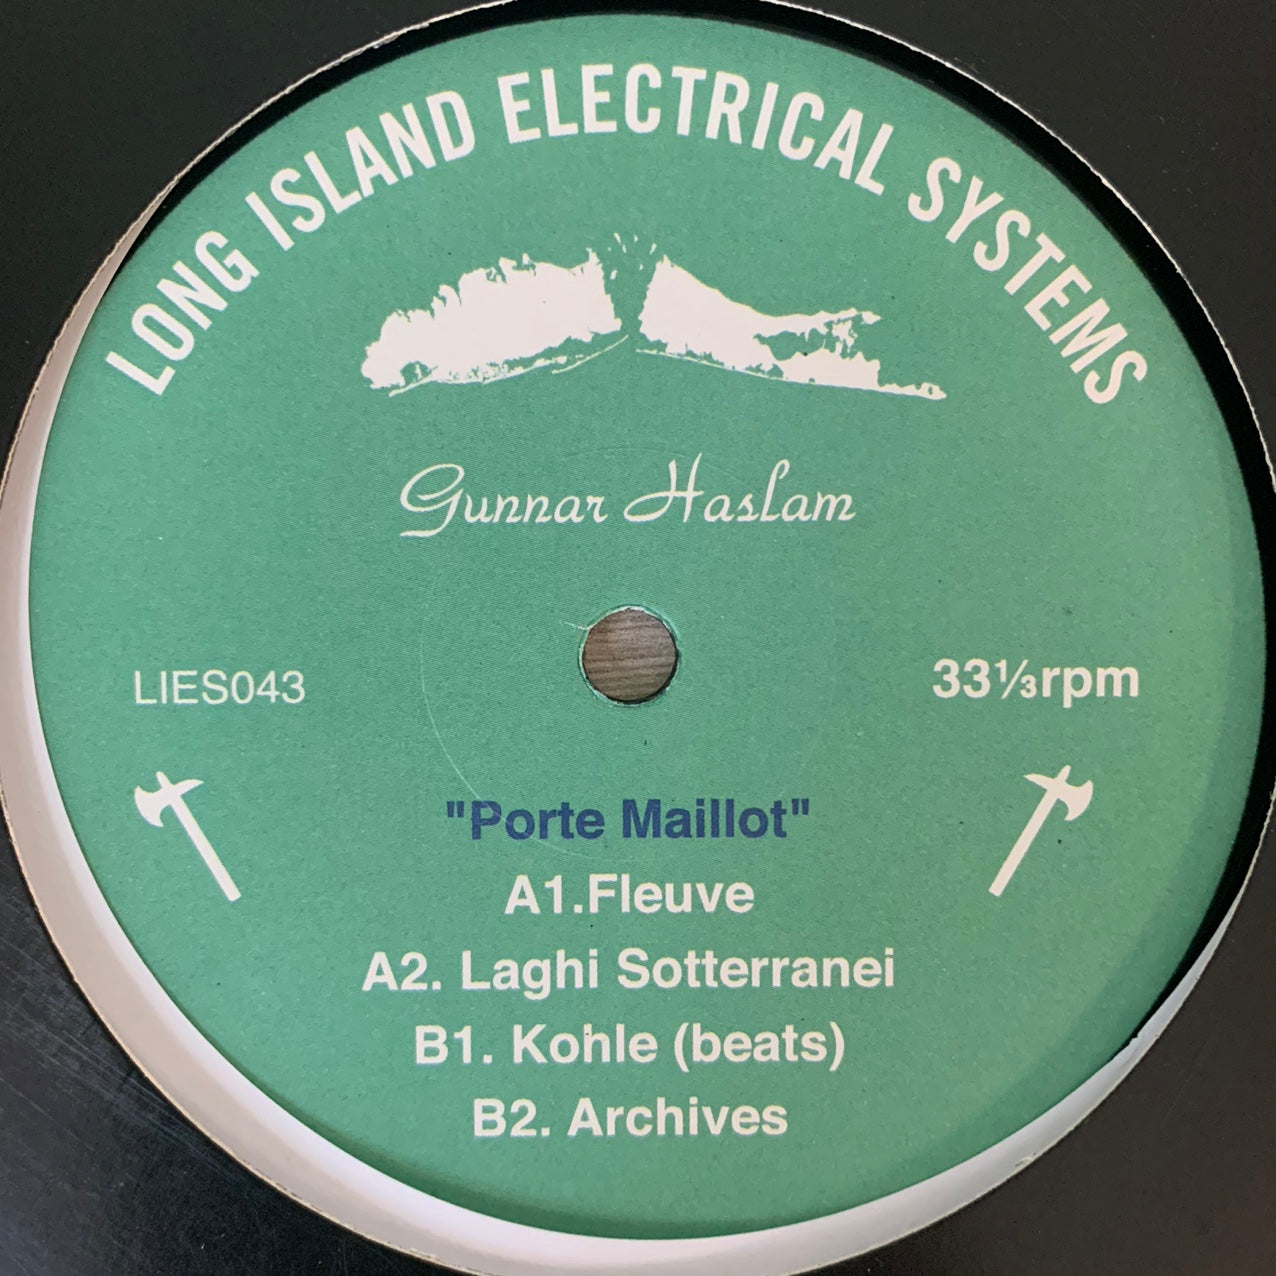 LONG ISLAND ELECTRICAL SYSTEMS
Gunnar Haslam
LIES043
33⅓rpm
"Porte Maillot"
A1.Fleuve
A2. Laghi Sotterranei
B1. Kohle (beats)
B2. Archives